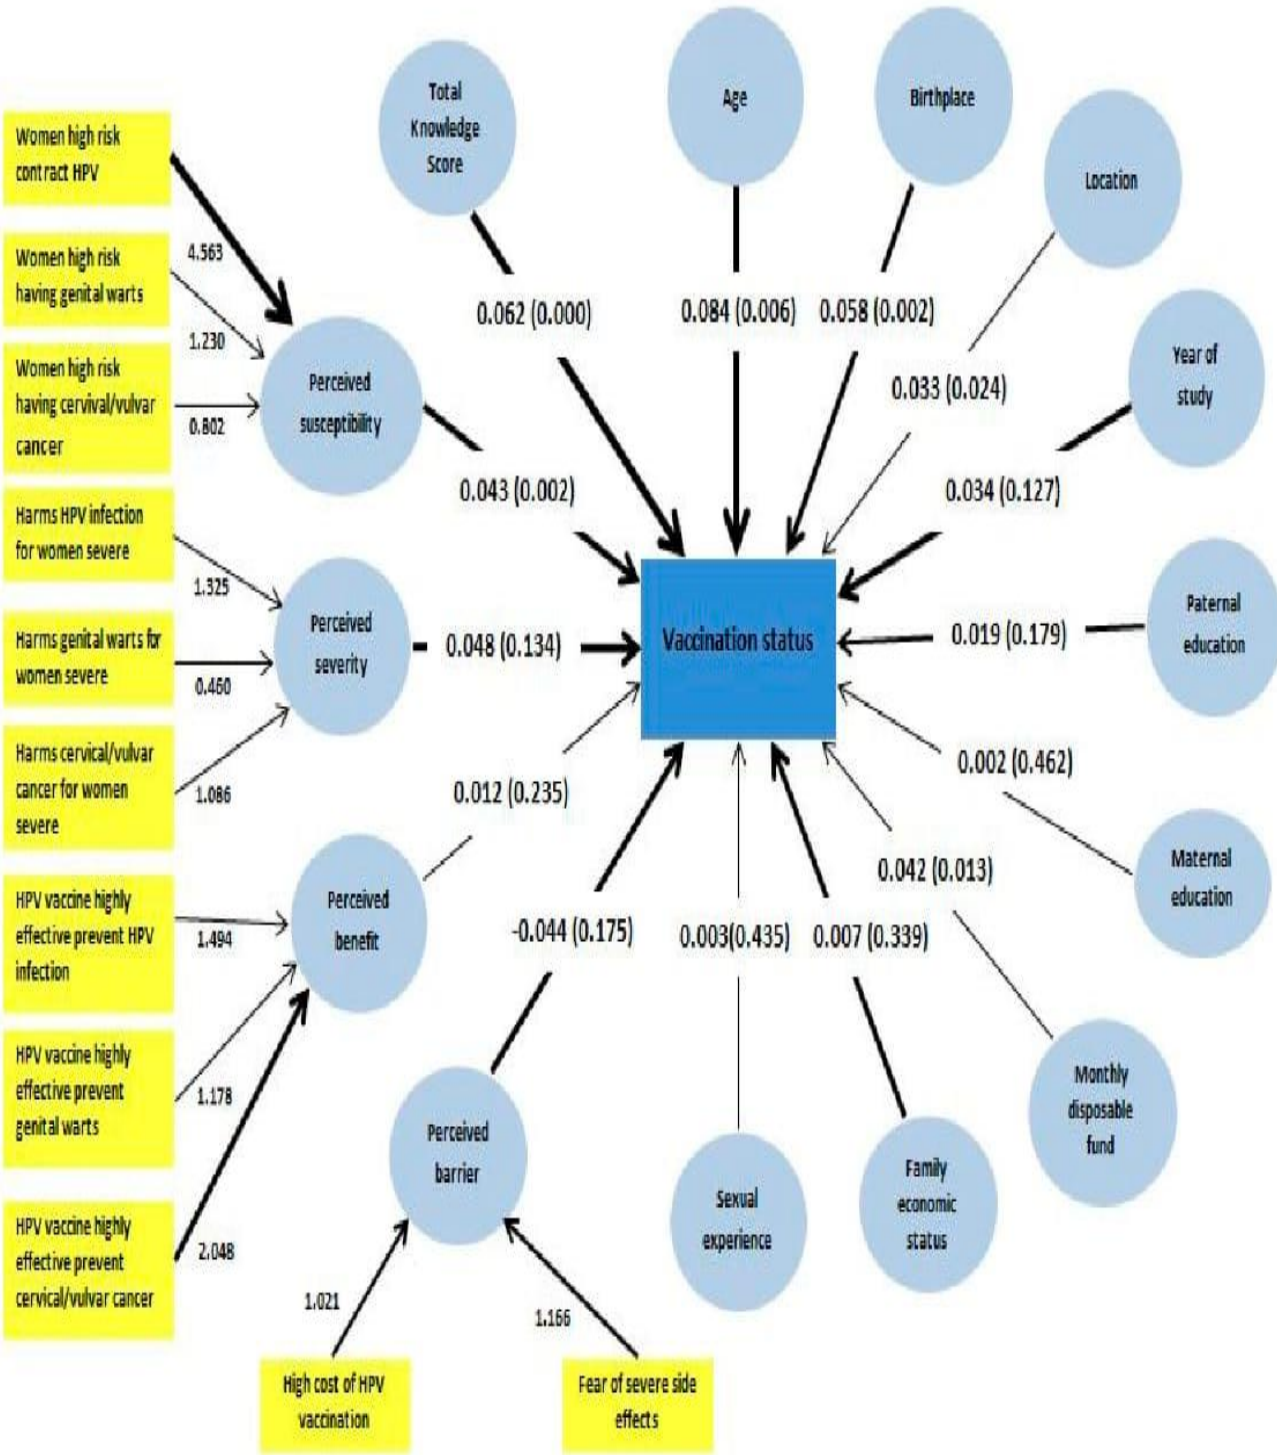 Total
Knowledge
Score
Age
Birthplace
Location
Year of
study
Paternal
education
Maternal
education
Monthly
disposable
fund
Family
economic
status
Sexual
experience
Perceived
barrier
Perceived
benefit
Perceived
severity
Perceived
susceptibility
Vaccination status
Women high risk
contract HPV
4.563
Women high risk
having genital warts
1.230
Women high risk
having cervival/vulvar
cancer
0.802
Harms HPV infection
for women severe
1.325
Harms genital warts for
women severe
0.460
Harms cervical/vulvar
cancer for women
severe
1.086
HPV vaccine highly
effective prevent HPV
infection
1.494
HPV vaccine highly
effective prevent
genital warts
1.178
HPV vaccine highly
effective prevent
cervical/vulvar cancer
2.048
High cost of HPV
vaccination
1.021
Fear of severe side
effects
1.166
0.062 (0.000)
0.084 (0.006)
0.058 (0.002)
0.033 (0.024)
0.034 (0.127)
0.019 (0.179)
0.002 (0.462)
0.042 (0.013)
0.007 (0.339)
0.003(0.435)
-0.044 (0.175)
0.012 (0.235)
0.048 (0.134)
0.043 (0.002)